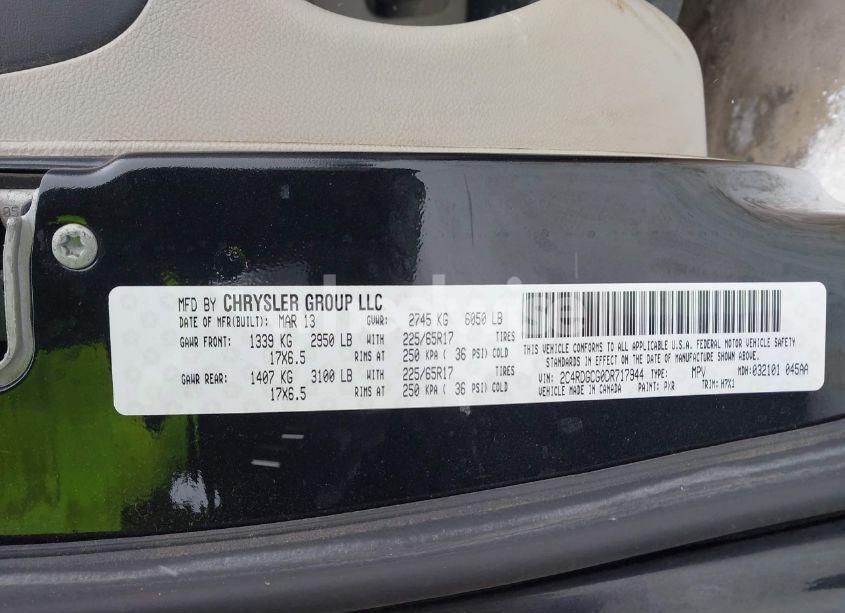 MFD BY CHRYSLER GROUP LLC
DATE OF MFR(BUILT): MAR 13 GVWR: 2745 KG 6050 LB
GAWR FRONT: 1339 KG 2950 LB WITH 225/65R17 TIRES
17X6.5 RIMS AT 250 KPA ( 36 PSI) COLD
GAWR REAR: 1407 KG 3100 LB WITH 225/65R17 TIRES
17X6.5 RIMS AT 250 KPA ( 36 PSI) COLD
THIS VEHICLE CONFORMS TO ALL APPLICABLE U.S.A. FEDERAL MOTOR VEHICLE SAFETY
STANDARDS IN EFFECT ON THE DATE OF MANUFACTURE SHOWN ABOVE.
VIN: 2C4RDGCG0DR717944 TYPE: MPV MDH:032101 045AA
VEHICLE MADE IN CANADA PAINT: PXR TRIM: H7X1